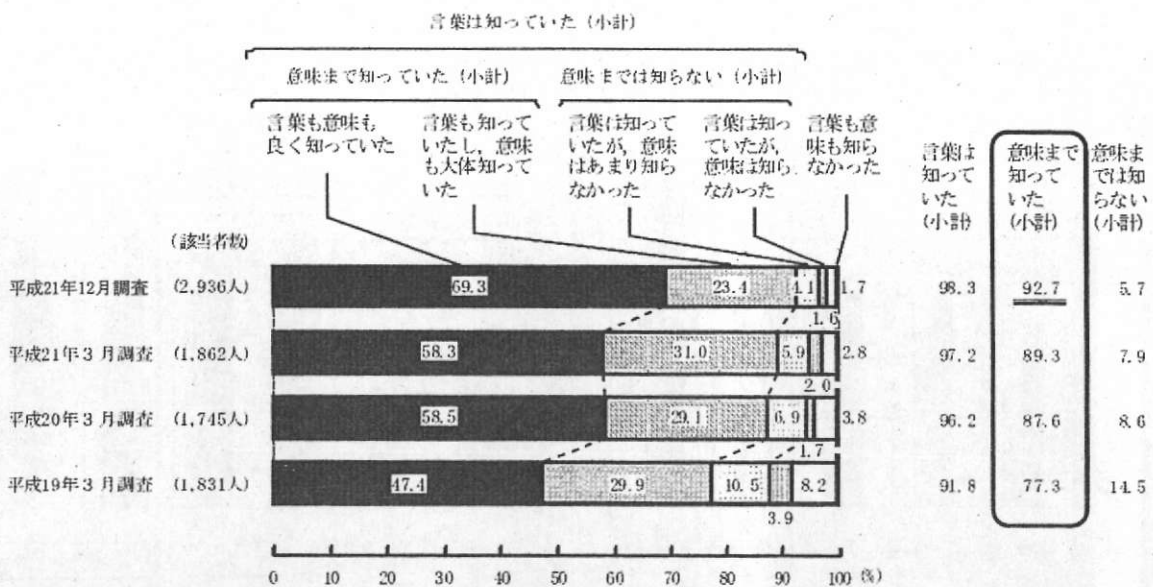 言葉は知っていた (小計)
意味まで知っていた (小計)
意味までは知らない (小計)
言葉も意味も
良く知っていた
言葉も知って
いたし，意味
も大体知って
いた
言葉は知って
いたが，意味
はあまり知ら
なかった
言葉は知っ
ていたが，
意味は知ら
なかった
言葉も意
味も知ら
なかった
言葉は
知って
いた
(小計)
意味まで
知って
いた
(小計)
意味ま
では知
らない
(小計)
(該当者数)
平成21年12月調査 (2,936人) 69.3 23.4 4.1 1.7 98.3 92.7 5.7
1.6
平成21年3月調査 (1,862人) 58.3 31.0 5.9 2.8 97.2 89.3 7.9
2.0
平成20年3月調査 (1,745人) 58.5 29.1 6.9 3.8 96.2 87.6 8.6
1.7
平成19年3月調査 (1,831人) 47.4 29.9 10.5 8.2 91.8 77.3 14.5
3.9
0 10 20 30 40 50 60 70 80 90 100 (%)